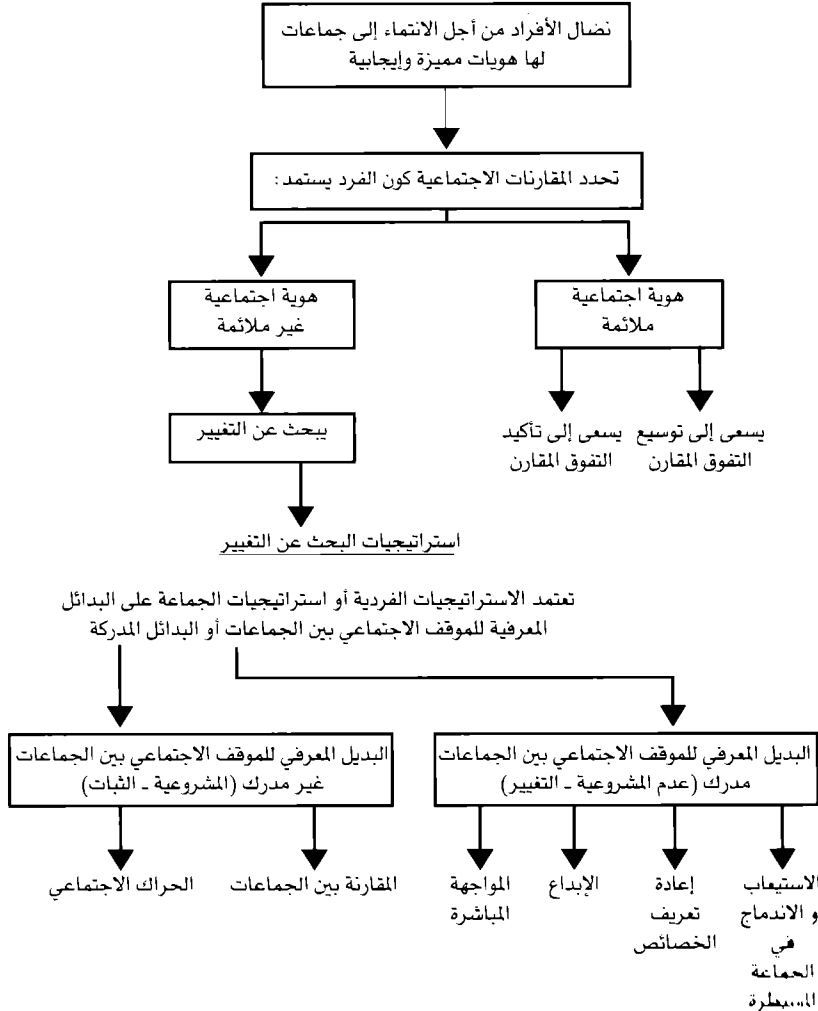 نضال الأفراد من أجل الانتماء إلى جماعات
لها هويات مميزة وإيجابية
تحدد المقارنات الاجتماعية كون الفرد يستمد:
هوية اجتماعية
ملائمة
هوية اجتماعية
غير ملائمة
يسعى إلى توسيع
التفوق المقارن
يسعى إلى تأكيد
التفوق المقارن
يبحث عن التغيير
استراتيجيات البحث عن التغيير
تعتمد الاستراتيجيات الفردية أو استراتيجيات الجماعة على البدائل
المعرفية للموقف الاجتماعي بين الجماعات أو البدائل المدركة
البديل المعرفي للموقف الاجتماعي بين الجماعات
مدرك (عدم المشروعية - التغيير)
البديل المعرفي للموقف الاجتماعي بين الجماعات
غير مدرك (المشروعية - الثبات)
الاستيعاب
و الاندماج
في
الجماعة
المسيطرة
إعادة
تعريف
الخصائص
الإبداع
المواجهة
المباشرة
المقارنة بين الجماعات
الحراك الاجتماعي